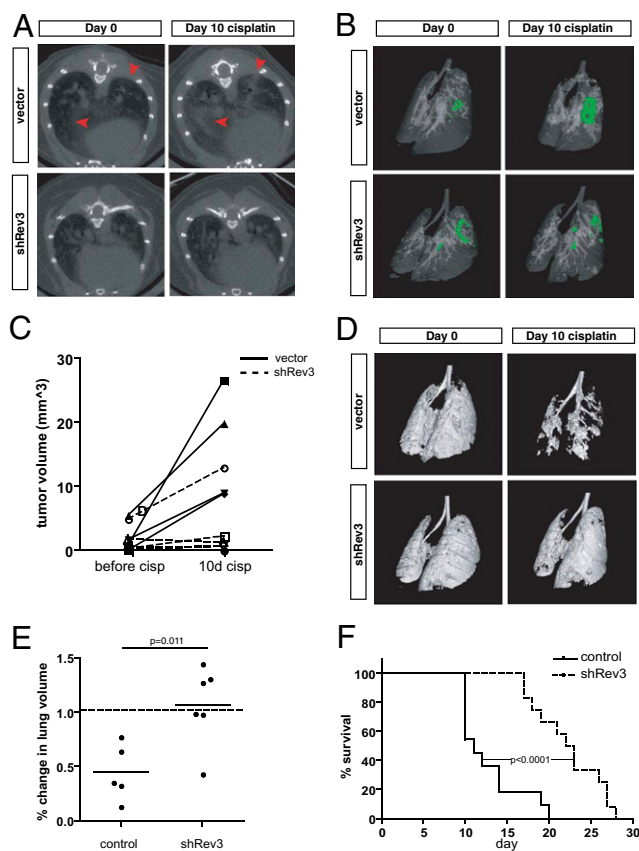 A
Day 0
Day 10 cisplatin
vector
shRev3
B
Day 0
Day 10 cisplatin
vector
shRev3
C
vector
shRev3
tumor volume (mm^3)
30
20
10
0
before cisp
10d cisp
D
Day 0
Day 10 cisplatin
vector
shRev3
E
p=0.011
% change in lung volume
1.5
1.0
0.5
0.0
control
shRev3
F
control
shRev3
% survival
100
80
60
40
20
0
p<0.0001
0
5
10
15
20
25
30
day